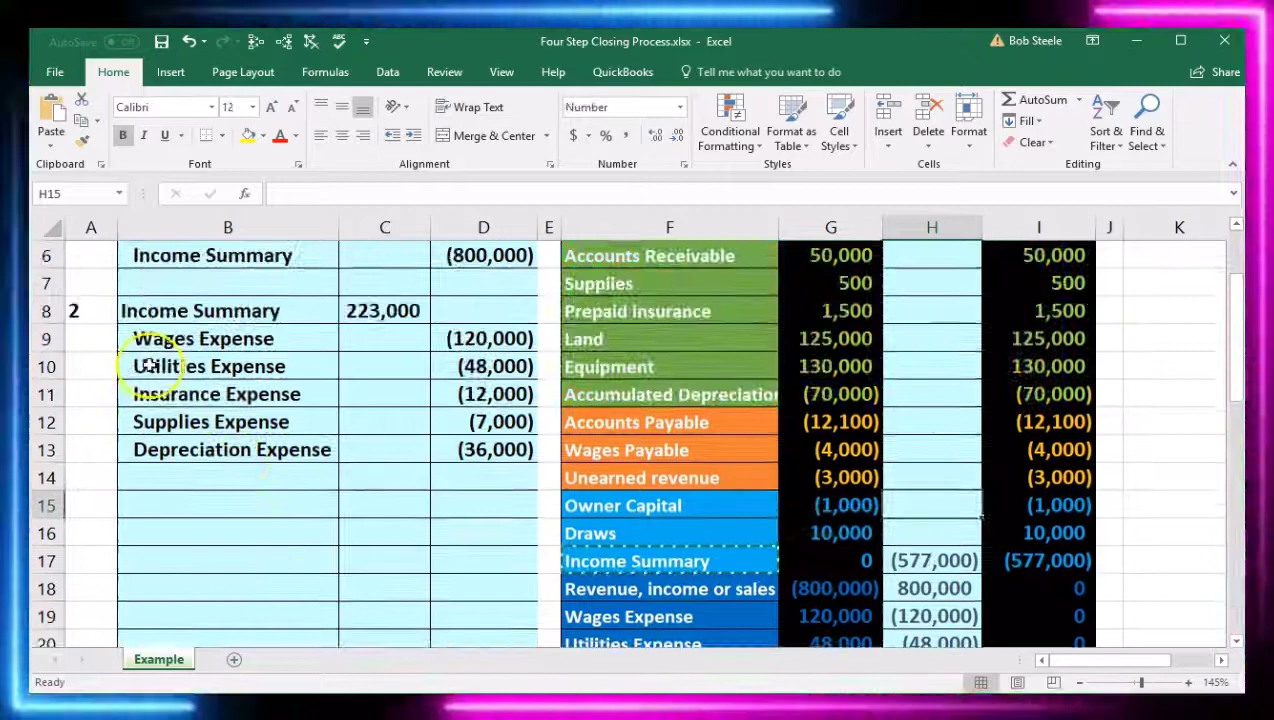 AutoSave Off Four Step Closing Process.xlsx - Excel Bob Steele
File Home Insert Page Layout Formulas Data Review View Help QuickBooks Tell me what you want to do Share
Paste Calibri 12 Wrap Text Number AutoSum
Merge & Center Conditional Formatting Format as Table Cell Styles Insert Delete Format Fill Sort & Filter Find & Select
Clear
Clipboard Font Alignment Number Styles Cells Editing
H15 fx
A B C D E F G H I J K
6 Income Summary (800,000) Accounts Receivable 50,000 50,000
7 Supplies 500 500
8 2 Income Summary 223,000 Prepaid Insurance 1,500 1,500
9 Wages Expense (120,000) Land 125,000 125,000
10 Utilities Expense (48,000) Equipment 130,000 130,000
11 Insurance Expense (12,000) Accumulated Depreciation (70,000) (70,000)
12 Supplies Expense (7,000) Accounts Payable (12,100) (12,100)
13 Depreciation Expense (36,000) Wages Payable (4,000) (4,000)
14 Unearned revenue (3,000) (3,000)
15 Owner Capital (1,000) (1,000)
16 Draws 10,000 10,000
17 Income Summary 0 (577,000) (577,000)
18 Revenue, income or sales (800,000) 800,000 0
19 Wages Expense 120,000 (120,000) 0
20 Utilities Expense 48,000 (48,000) 0
Example
Ready 145%